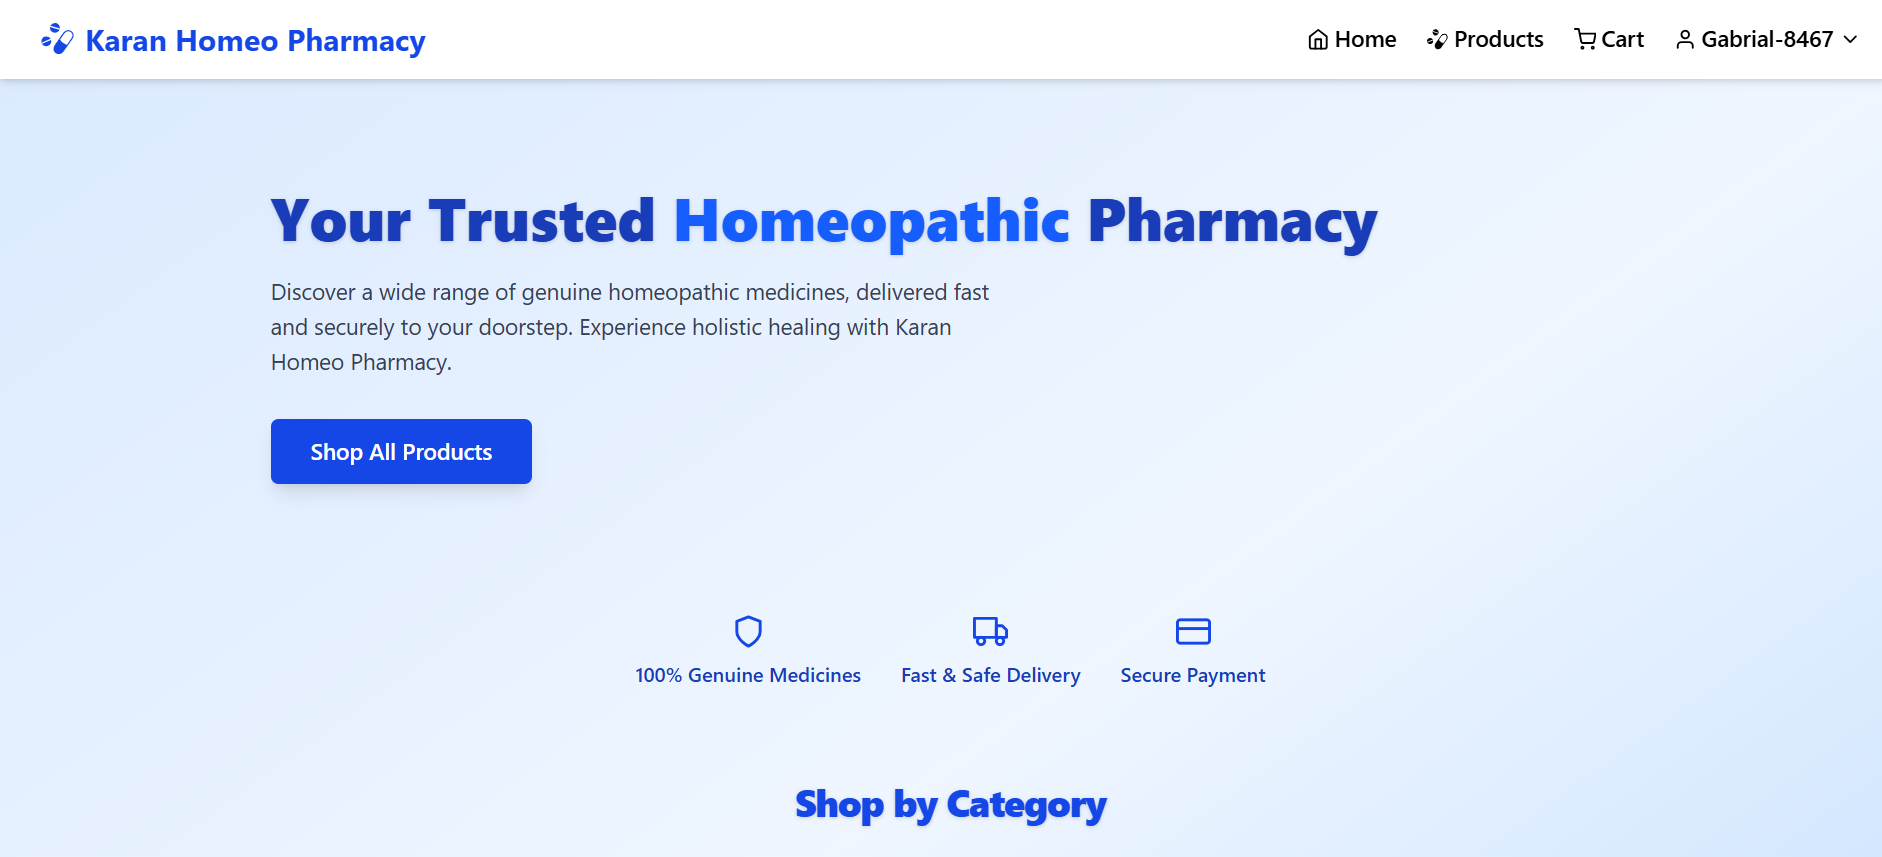 Karan Homeo Pharmacy
Home
Products
Cart
Gabrial-8467
Your Trusted Homeopathic Pharmacy
Discover a wide range of genuine homeopathic medicines, delivered fast
and securely to your doorstep. Experience holistic healing with Karan
Homeo Pharmacy.
Shop All Products
100% Genuine Medicines
Fast & Safe Delivery
Secure Payment
Shop by Category